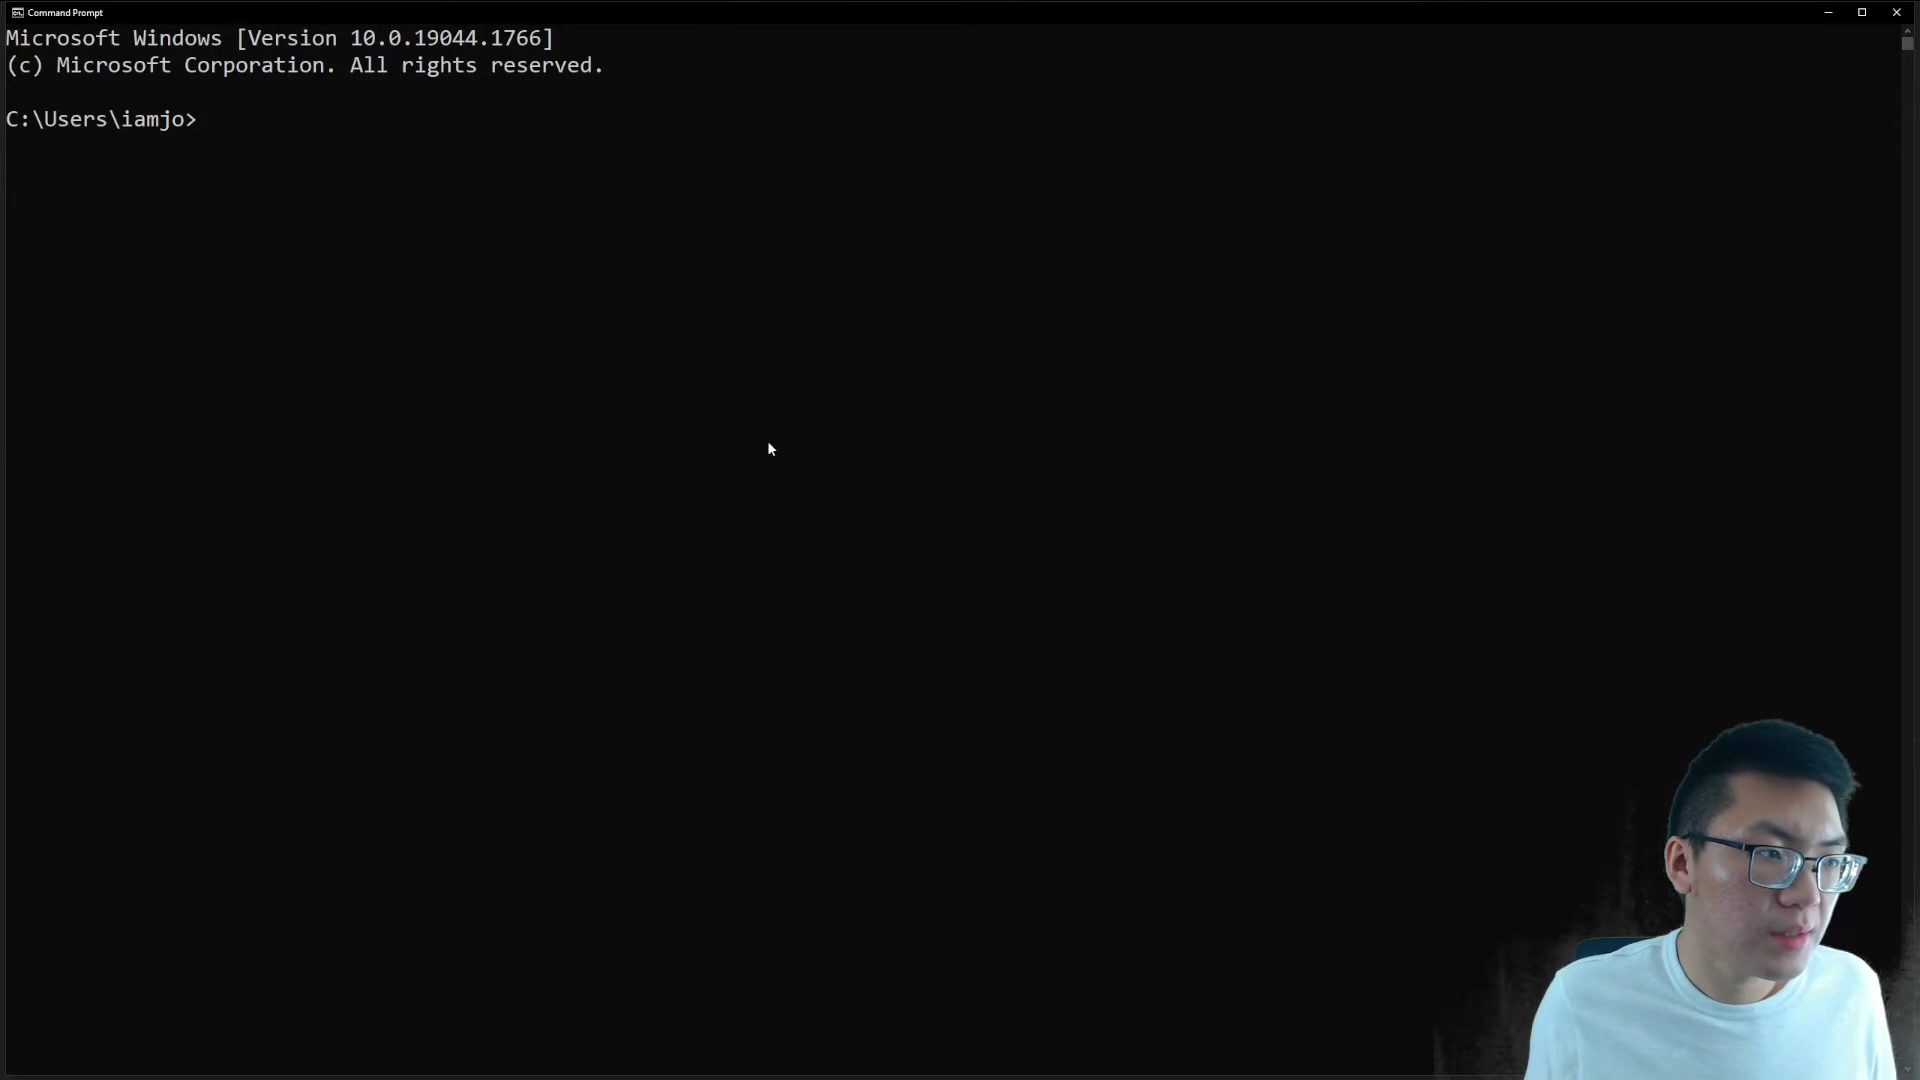 Command Prompt
Microsoft Windows [Version 10.0.19044.1766]
(c) Microsoft Corporation. All rights reserved.
C:\Users\iamjo>